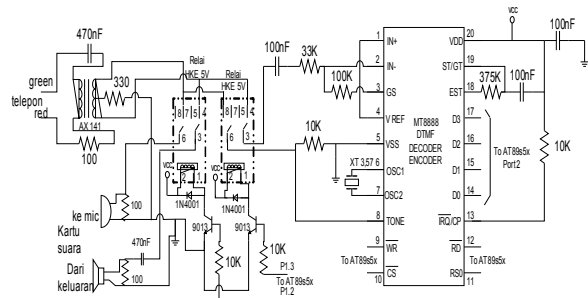 470nF
green
telepon
red
330
AX 141
100
Relai
HKE 5V
Relai
HKE 5V
8 7 5 4
6 3
2 1
8 7 5 4
6 3
2 1
VCC
VCC
1N4001
1N4001
9013
9013
10K
10K
P1.3
To AT89s5x
P1.2
ke mic
100
Kartu
suara
470nF
Dari
keluaran
100
100nF
33K
100K
10K
XT 3,57
1 IN+
2 IN-
3 GS
4 V REF
5 VSS
6 OSC1
7 OSC2
8 TONE
9 WR
To AT89s5x
10 CS
MT8888
DTMF
DECODER
ENCODER
VDD 20
ST/GT 19
EST 18
D3 17
D2 16
D1 15
D0 14
IRQ/CP 13
RD 12
To AT89s5x
RS0 11
To AT89s5x
Port2
VCC
100nF
375K
100nF
10K